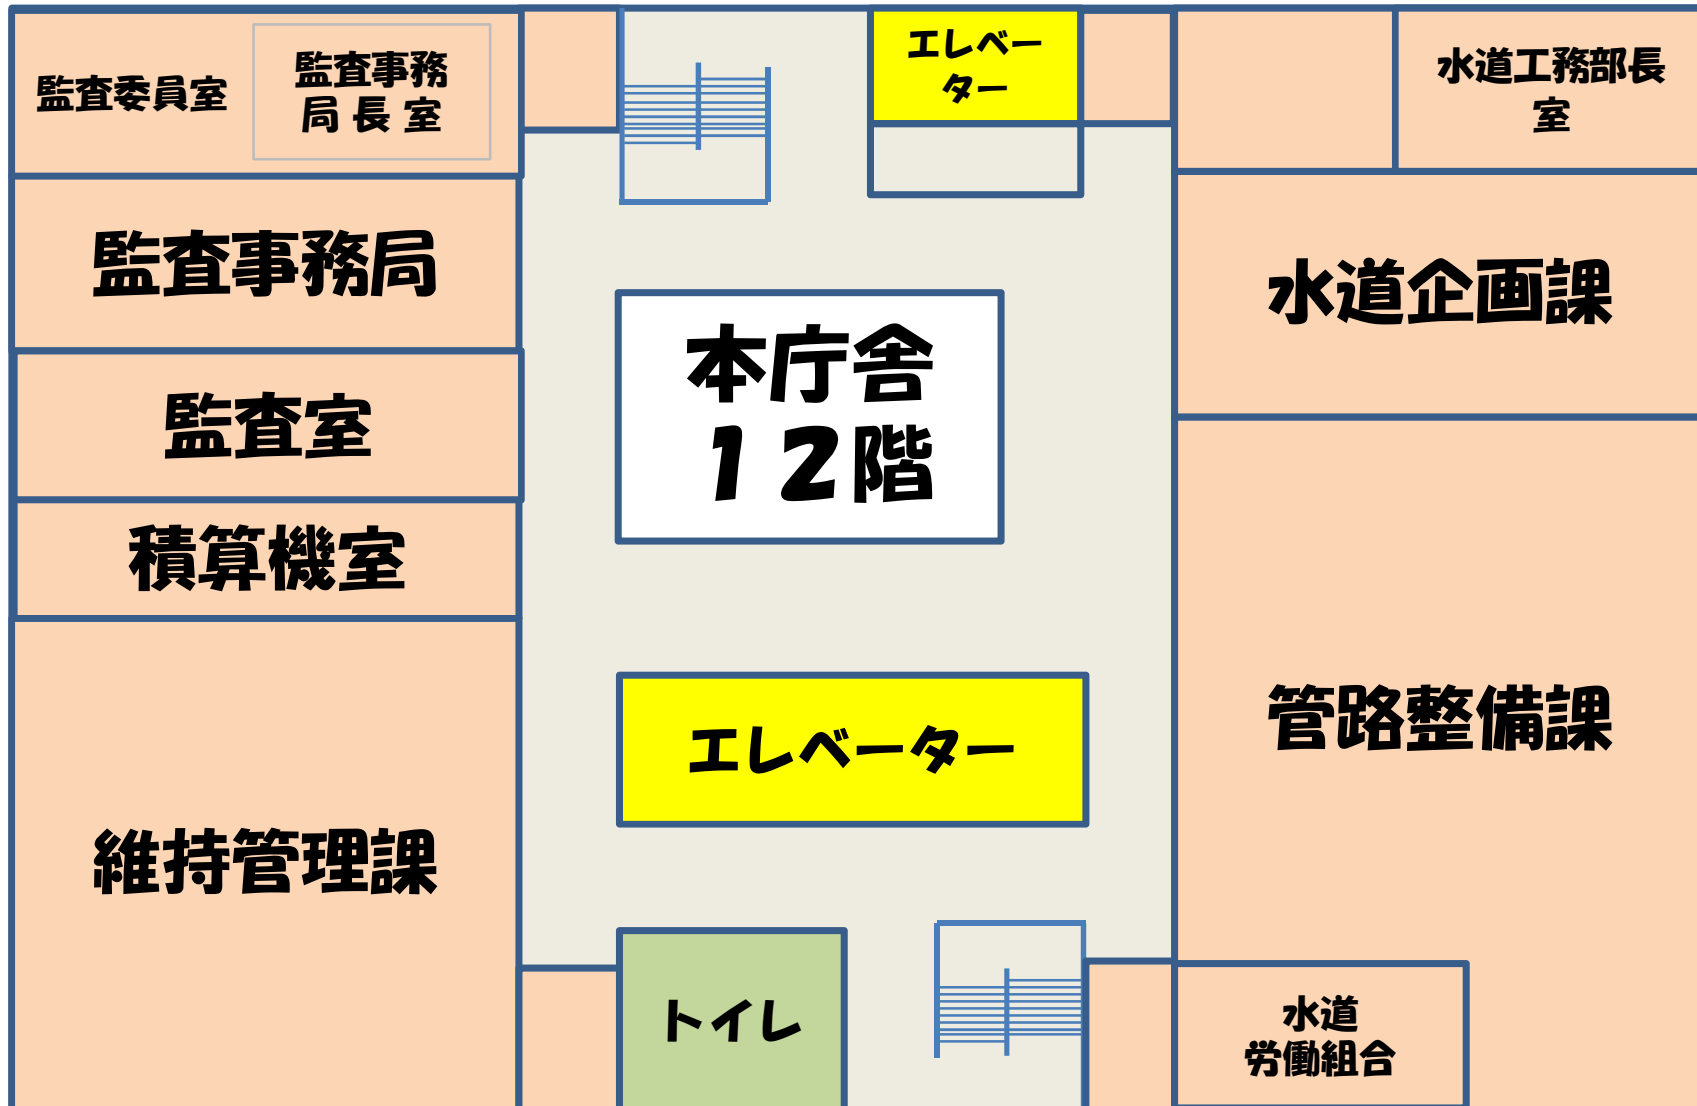 監査委員室
監査事務
局長室
エレベー
ター
水道工務部長
室
監査事務局
水道企画課
本庁舎
１２階
監査室
積算機室
管路整備課
エレベーター
維持管理課
トイレ
水道
労働組合